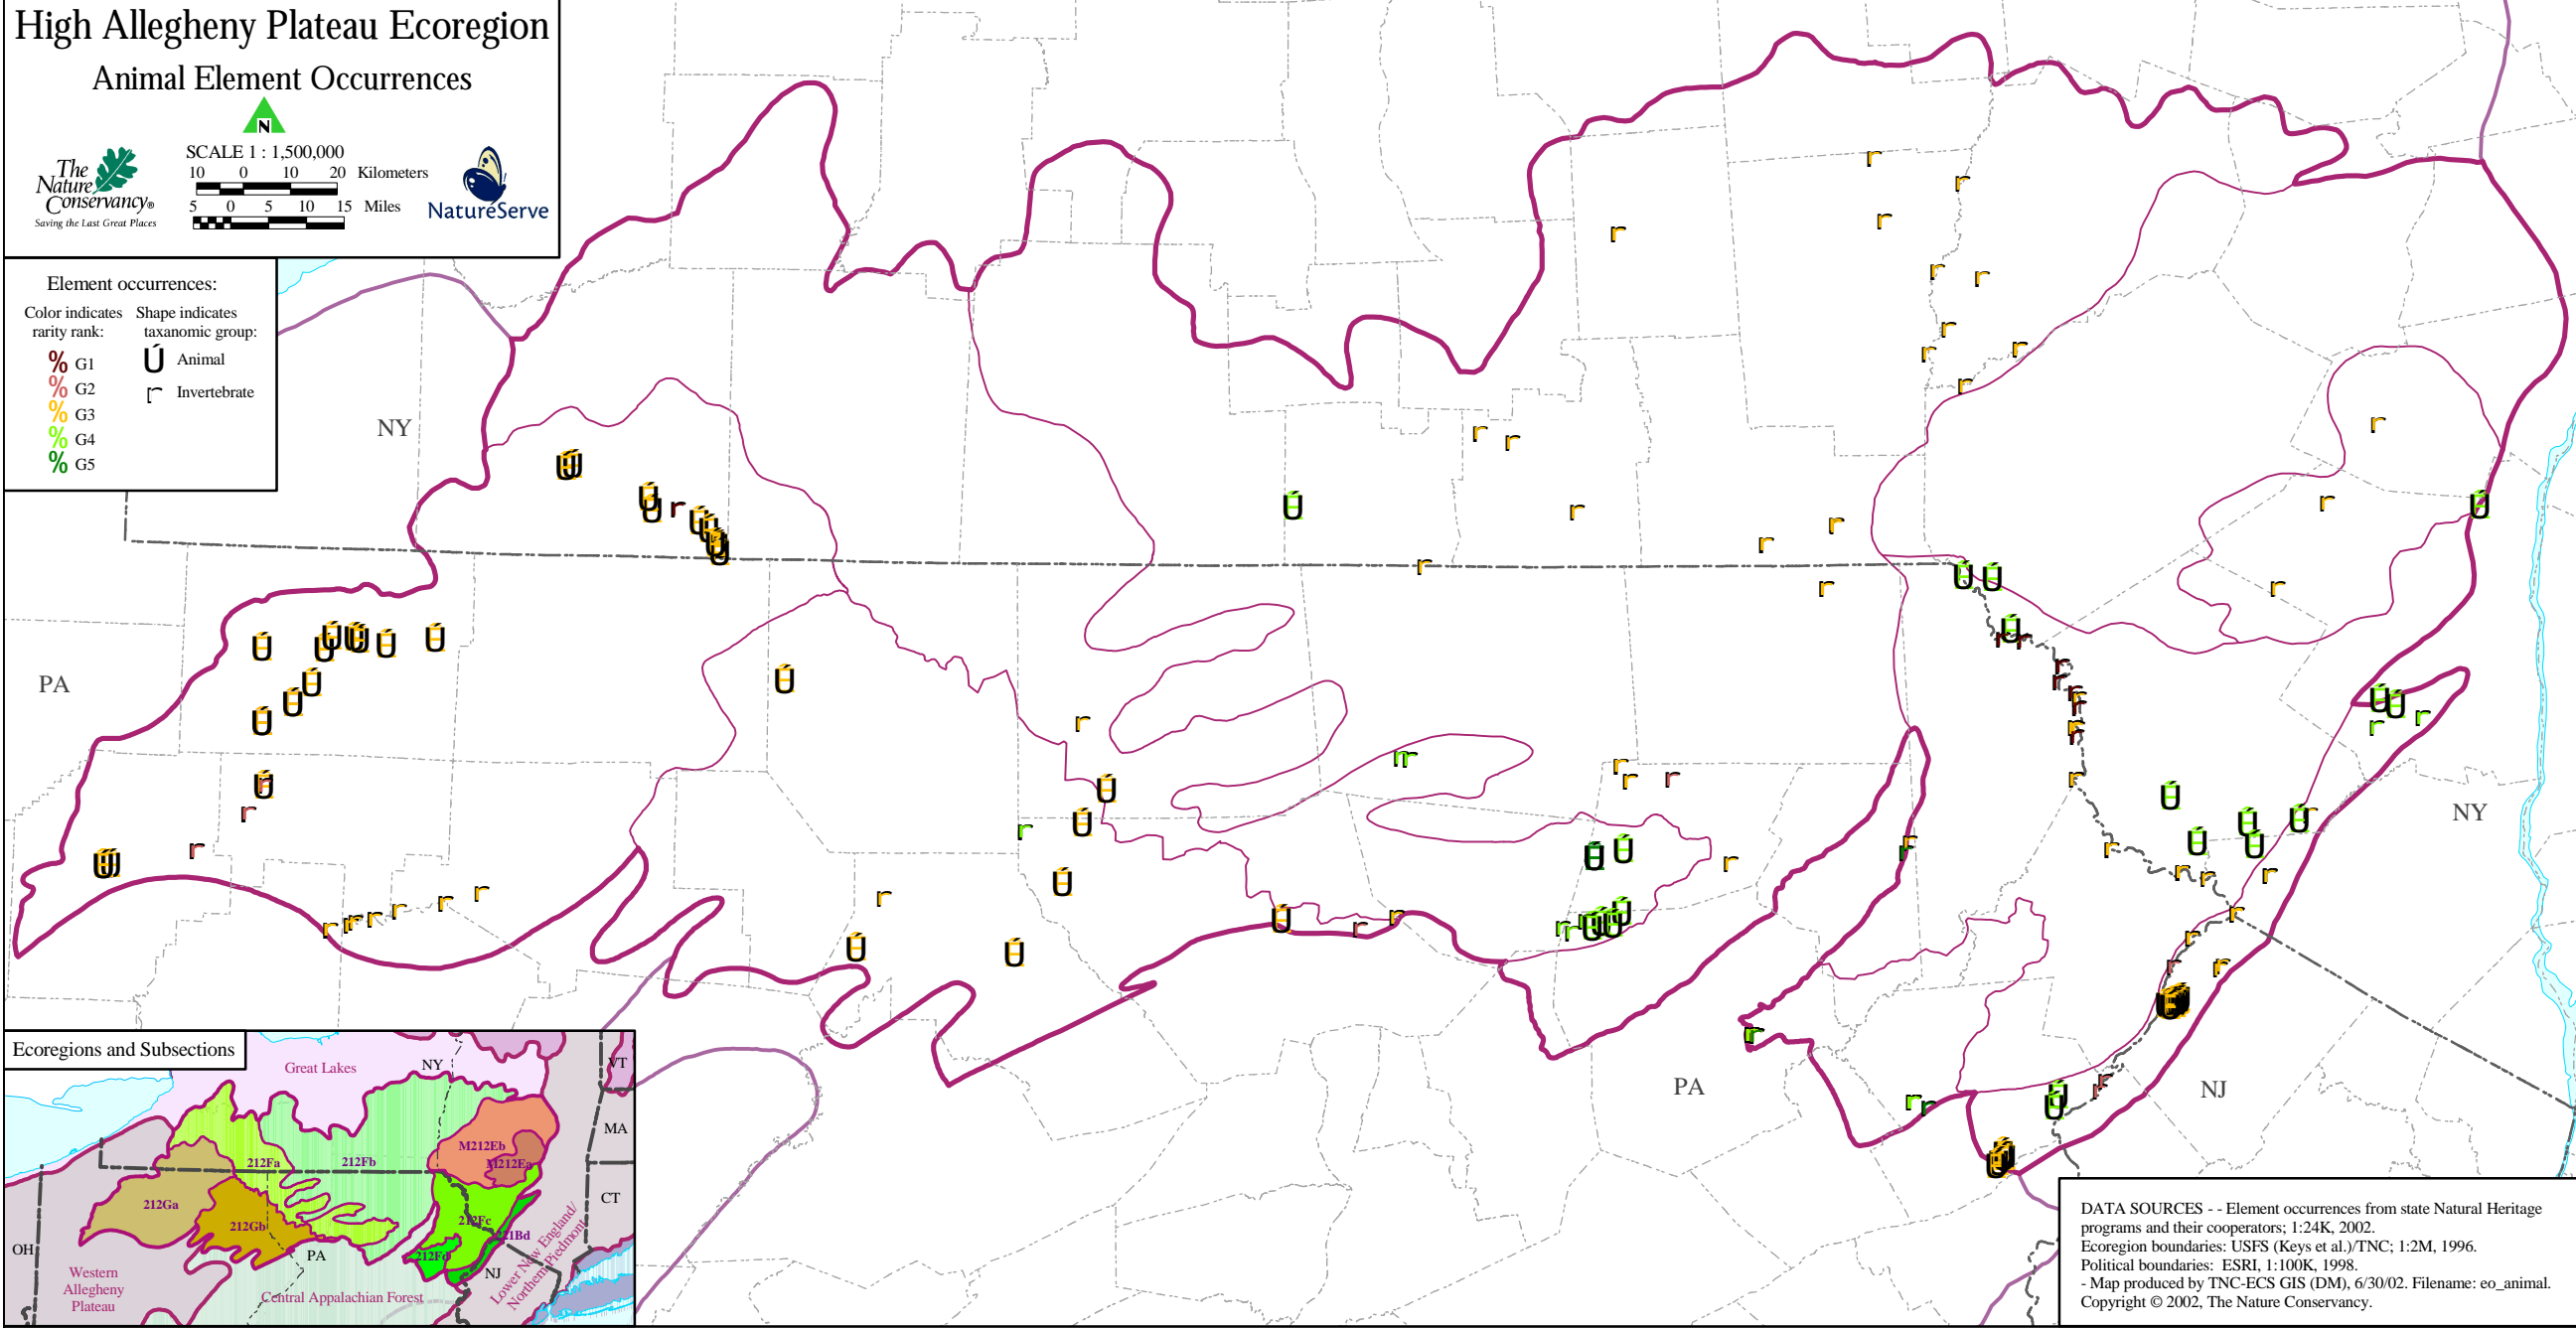 High Allegheny Plateau Ecoregion
Animal Element Occurrences
N
The
Nature
Conservancy®
Saving the Last Great Places
SCALE 1 : 1,500,000
10 0 10 20 Kilometers
5 0 5 10 15 Miles
NatureServe
Element occurrences:
Color indicates
rarity rank:
Shape indicates
taxanomic group:
% G1
% G2
% G3
% G4
% G5
Ú Animal
r Invertebrate
NY
PA
NY
PA
NJ
Ecoregions and Subsections
Great Lakes
NY
VT
MA
CT
M212Eb
M212Ea
212Fa
212Fb
212Ga
212Gb
212Fc
212Fd
221Bd
OH
PA
NJ
Western
Allegheny
Plateau
Central Appalachian Forest
Lower New England/
Northern Piedmont
DATA SOURCES - - Element occurrences from state Natural Heritage
programs and their cooperators; 1:24K, 2002.
Ecoregion boundaries: USFS (Keys et al.)/TNC; 1:2M, 1996.
Political boundaries: ESRI, 1:100K, 1998.
- Map produced by TNC-ECS GIS (DM), 6/30/02. Filename: eo_animal.
Copyright © 2002, The Nature Conservancy.